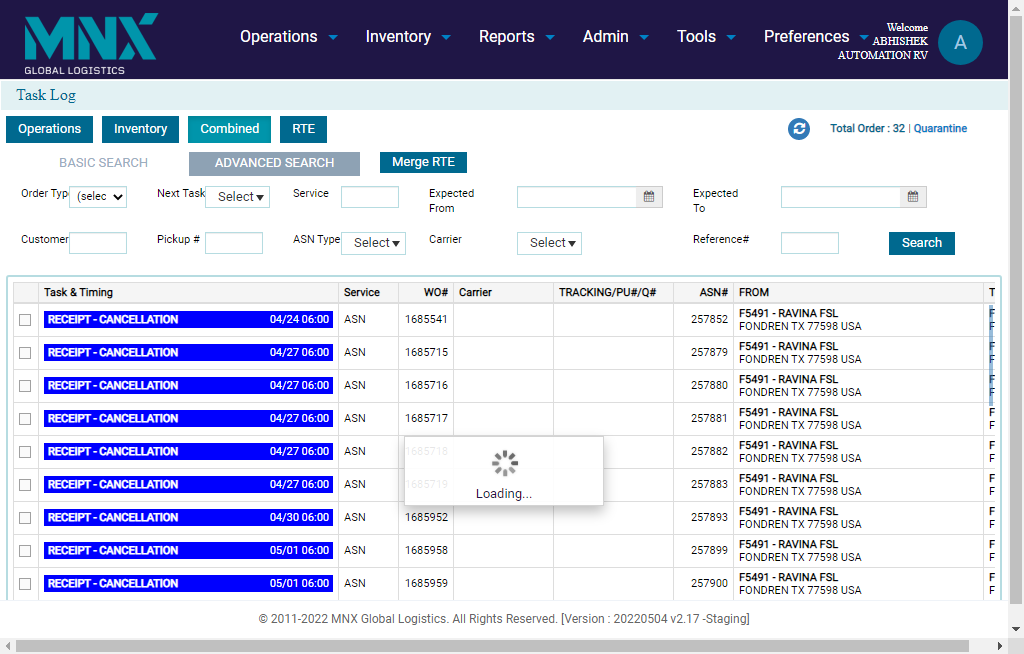 MNX
GLOBAL LOGISTICS
Operations Inventory Reports Admin Tools Preferences
Welcome
ABHISHEK
AUTOMATION RV
A
Task Log
Operations Inventory Combined RTE
Total Order : 32 | Quarantine
BASIC SEARCH ADVANCED SEARCH Merge RTE
Order Typ (selec Next Task Select Service Expected From Expected To
Customer Pickup # ASN Type Select Carrier Select Reference# Search
Task & Timing Service WO# Carrier TRACKING/PU#/Q# ASN# FROM T
RECEIPT - CANCELLATION 04/24 06:00 ASN 1685541 257852 F5491 - RAVINA FSL F
FONDREN TX 77598 USA F
RECEIPT - CANCELLATION 04/27 06:00 ASN 1685715 257879 F5491 - RAVINA FSL F
FONDREN TX 77598 USA F
RECEIPT - CANCELLATION 04/27 06:00 ASN 1685716 257880 F5491 - RAVINA FSL F
FONDREN TX 77598 USA F
RECEIPT - CANCELLATION 04/27 06:00 ASN 1685717 257881 F5491 - RAVINA FSL F
FONDREN TX 77598 USA F
RECEIPT - CANCELLATION 04/27 06:00 ASN 1685718 257882 F5491 - RAVINA FSL F
FONDREN TX 77598 USA F
RECEIPT - CANCELLATION 04/27 06:00 ASN 1685719 257883 F5491 - RAVINA FSL F
FONDREN TX 77598 USA F
Loading...
RECEIPT - CANCELLATION 04/30 06:00 ASN 1685952 257893 F5491 - RAVINA FSL F
FONDREN TX 77598 USA F
RECEIPT - CANCELLATION 05/01 06:00 ASN 1685958 257899 F5491 - RAVINA FSL F
FONDREN TX 77598 USA F
RECEIPT - CANCELLATION 05/01 06:00 ASN 1685959 257900 F5491 - RAVINA FSL F
FONDREN TX 77598 USA F
© 2011-2022 MNX Global Logistics. All Rights Reserved. [Version : 20220504 v2.17 -Staging]